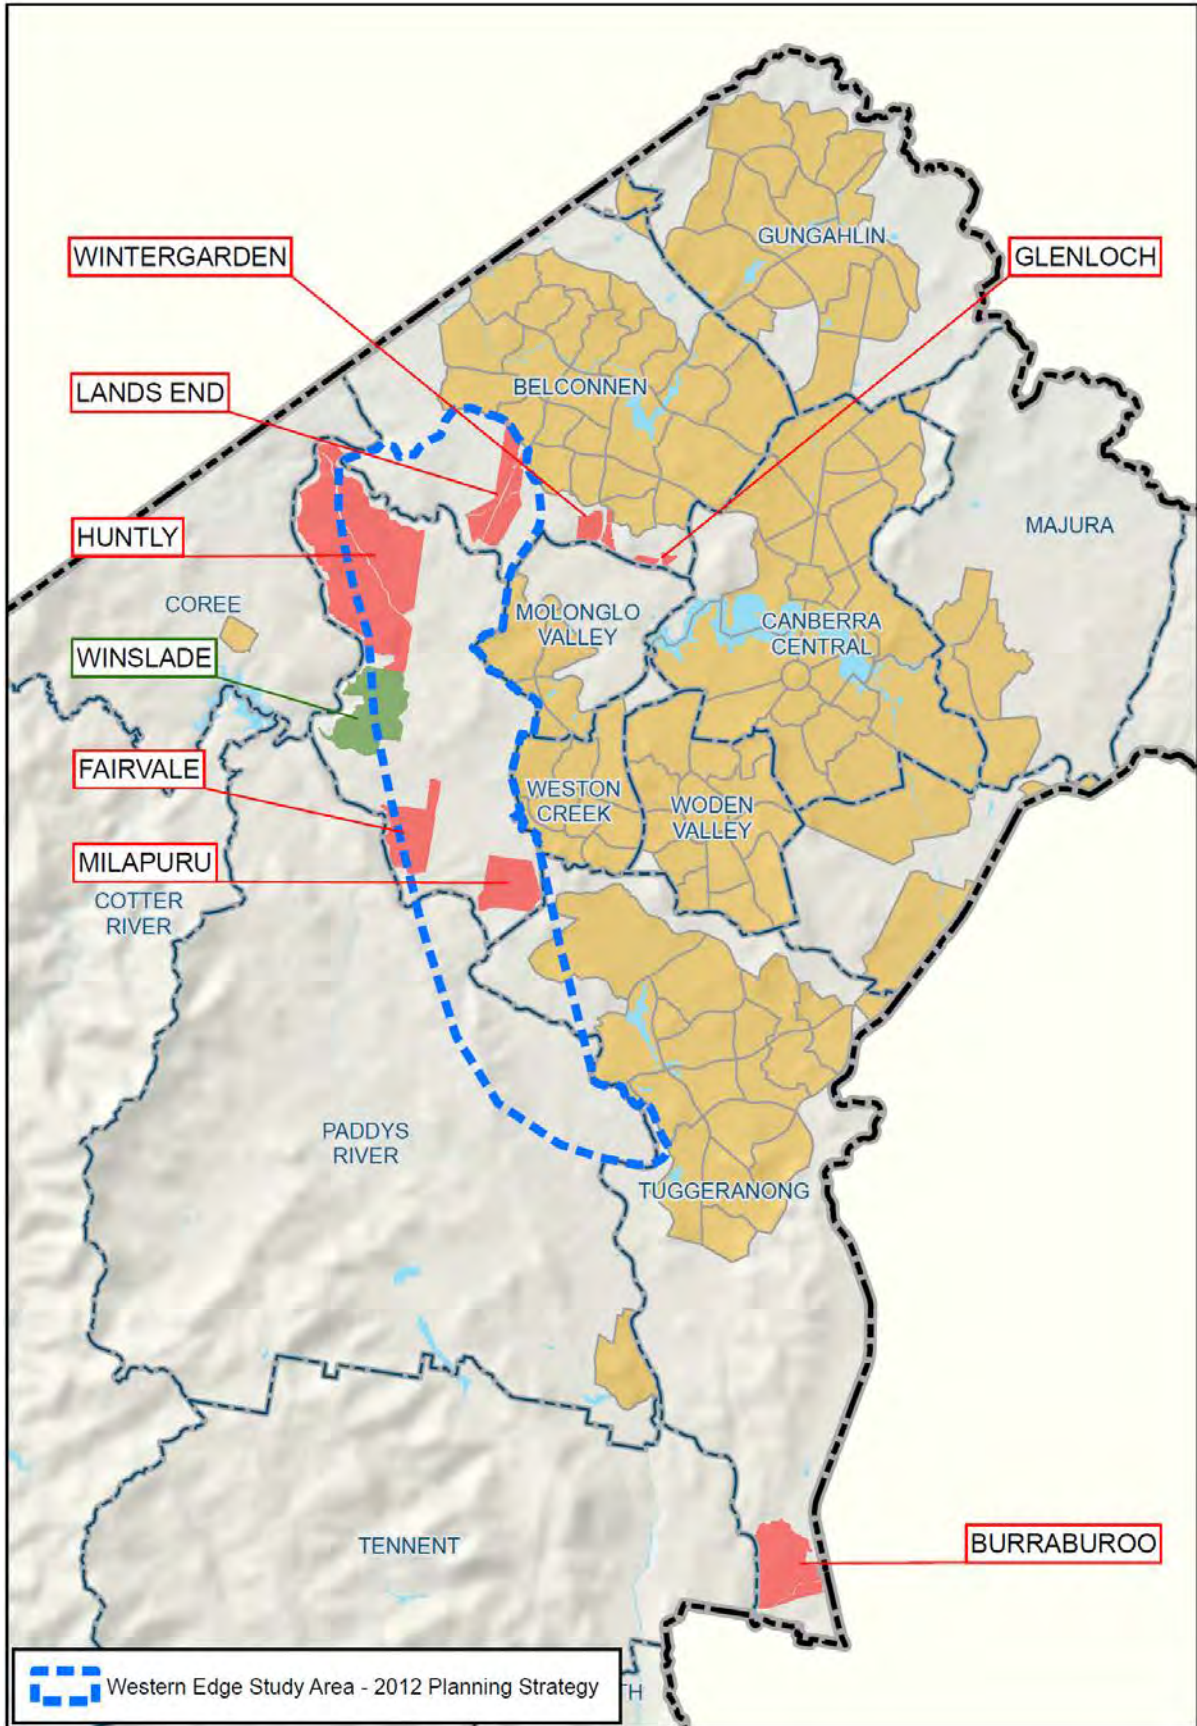 GUNGAHLIN
WINTERGARDEN
GLENLOCH
LANDS END
BELCONNEN
MAJURA
HUNTLY
COREE
MOLONGLO
VALLEY
CANBERRA
CENTRAL
WINSLADE
FAIRVALE
WESTON
CREEK
WODEN
VALLEY
MILAPURU
COTTER
RIVER
PADDYS
RIVER
TUGGERANONG
TENNENT
BURRABUROO
Western Edge Study Area - 2012 Planning Strategy
TH